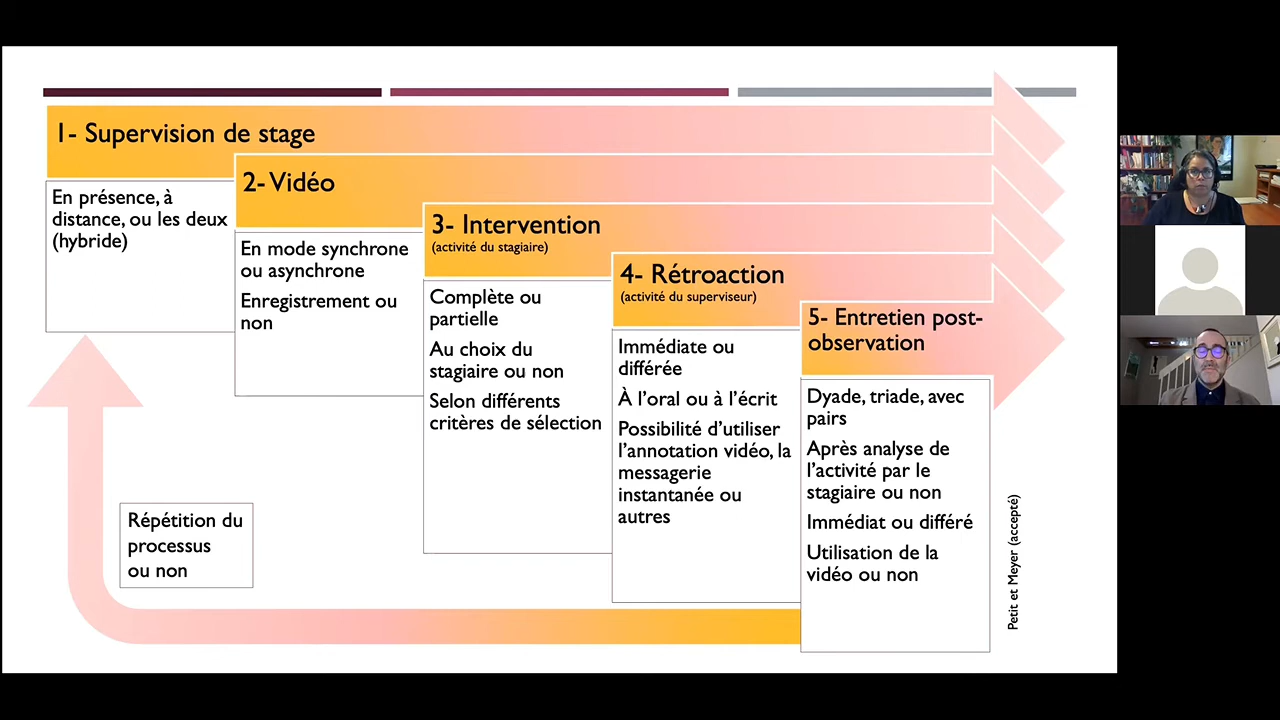 1- Supervision de stage
En présence, à
distance, ou les deux
(hybride)
2- Vidéo
En mode synchrone
ou asynchrone
Enregistrement ou
non
3- Intervention
(activité du stagiaire)
Complète ou
partielle
Au choix du
stagiaire ou non
Selon différents
critères de sélection
4- Rétroaction
(activité du superviseur)
Immédiate ou
différée
À l’oral ou à l’écrit
Possibilité d’utiliser
l’annotation vidéo, la
messagerie
instantanée ou
autres
5- Entretien post-
observation
Dyade, triade, avec
pairs
Après analyse de
l’activité par le
stagiaire ou non
Immédiat ou différé
Utilisation de la
vidéo ou non
Répétition du
processus
ou non
Petit et Meyer (accepté)